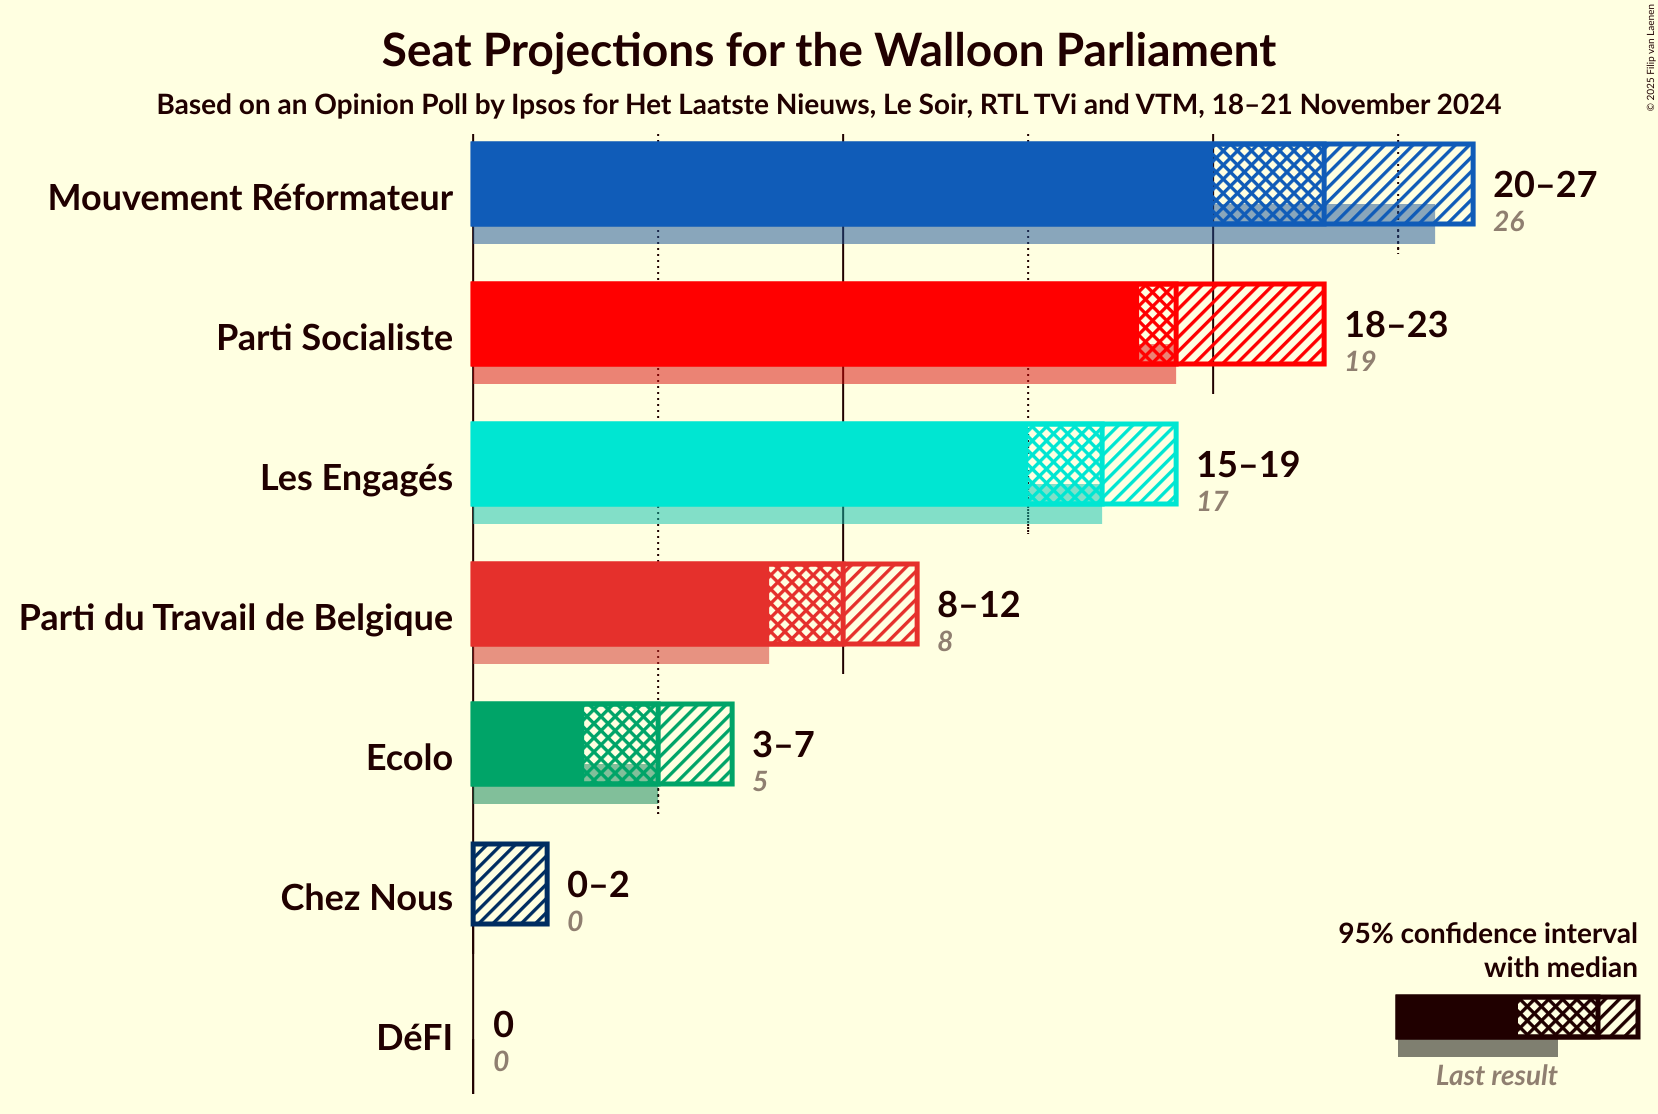 Seat Projections for the Walloon Parliament
Based on an Opinion Poll by Ipsos for Het Laatste Nieuws, Le Soir, RTL TVi and VTM, 18–21 November 2024
© 2025 Filip van Laenen
Mouvement Réformateur
20–27
26
Parti Socialiste
18–23
19
Les Engagés
15–19
17
Parti du Travail de Belgique
8–12
8
Ecolo
3–7
5
Chez Nous
0–2
0
DéFI
0
0
95% confidence interval
with median
Last result